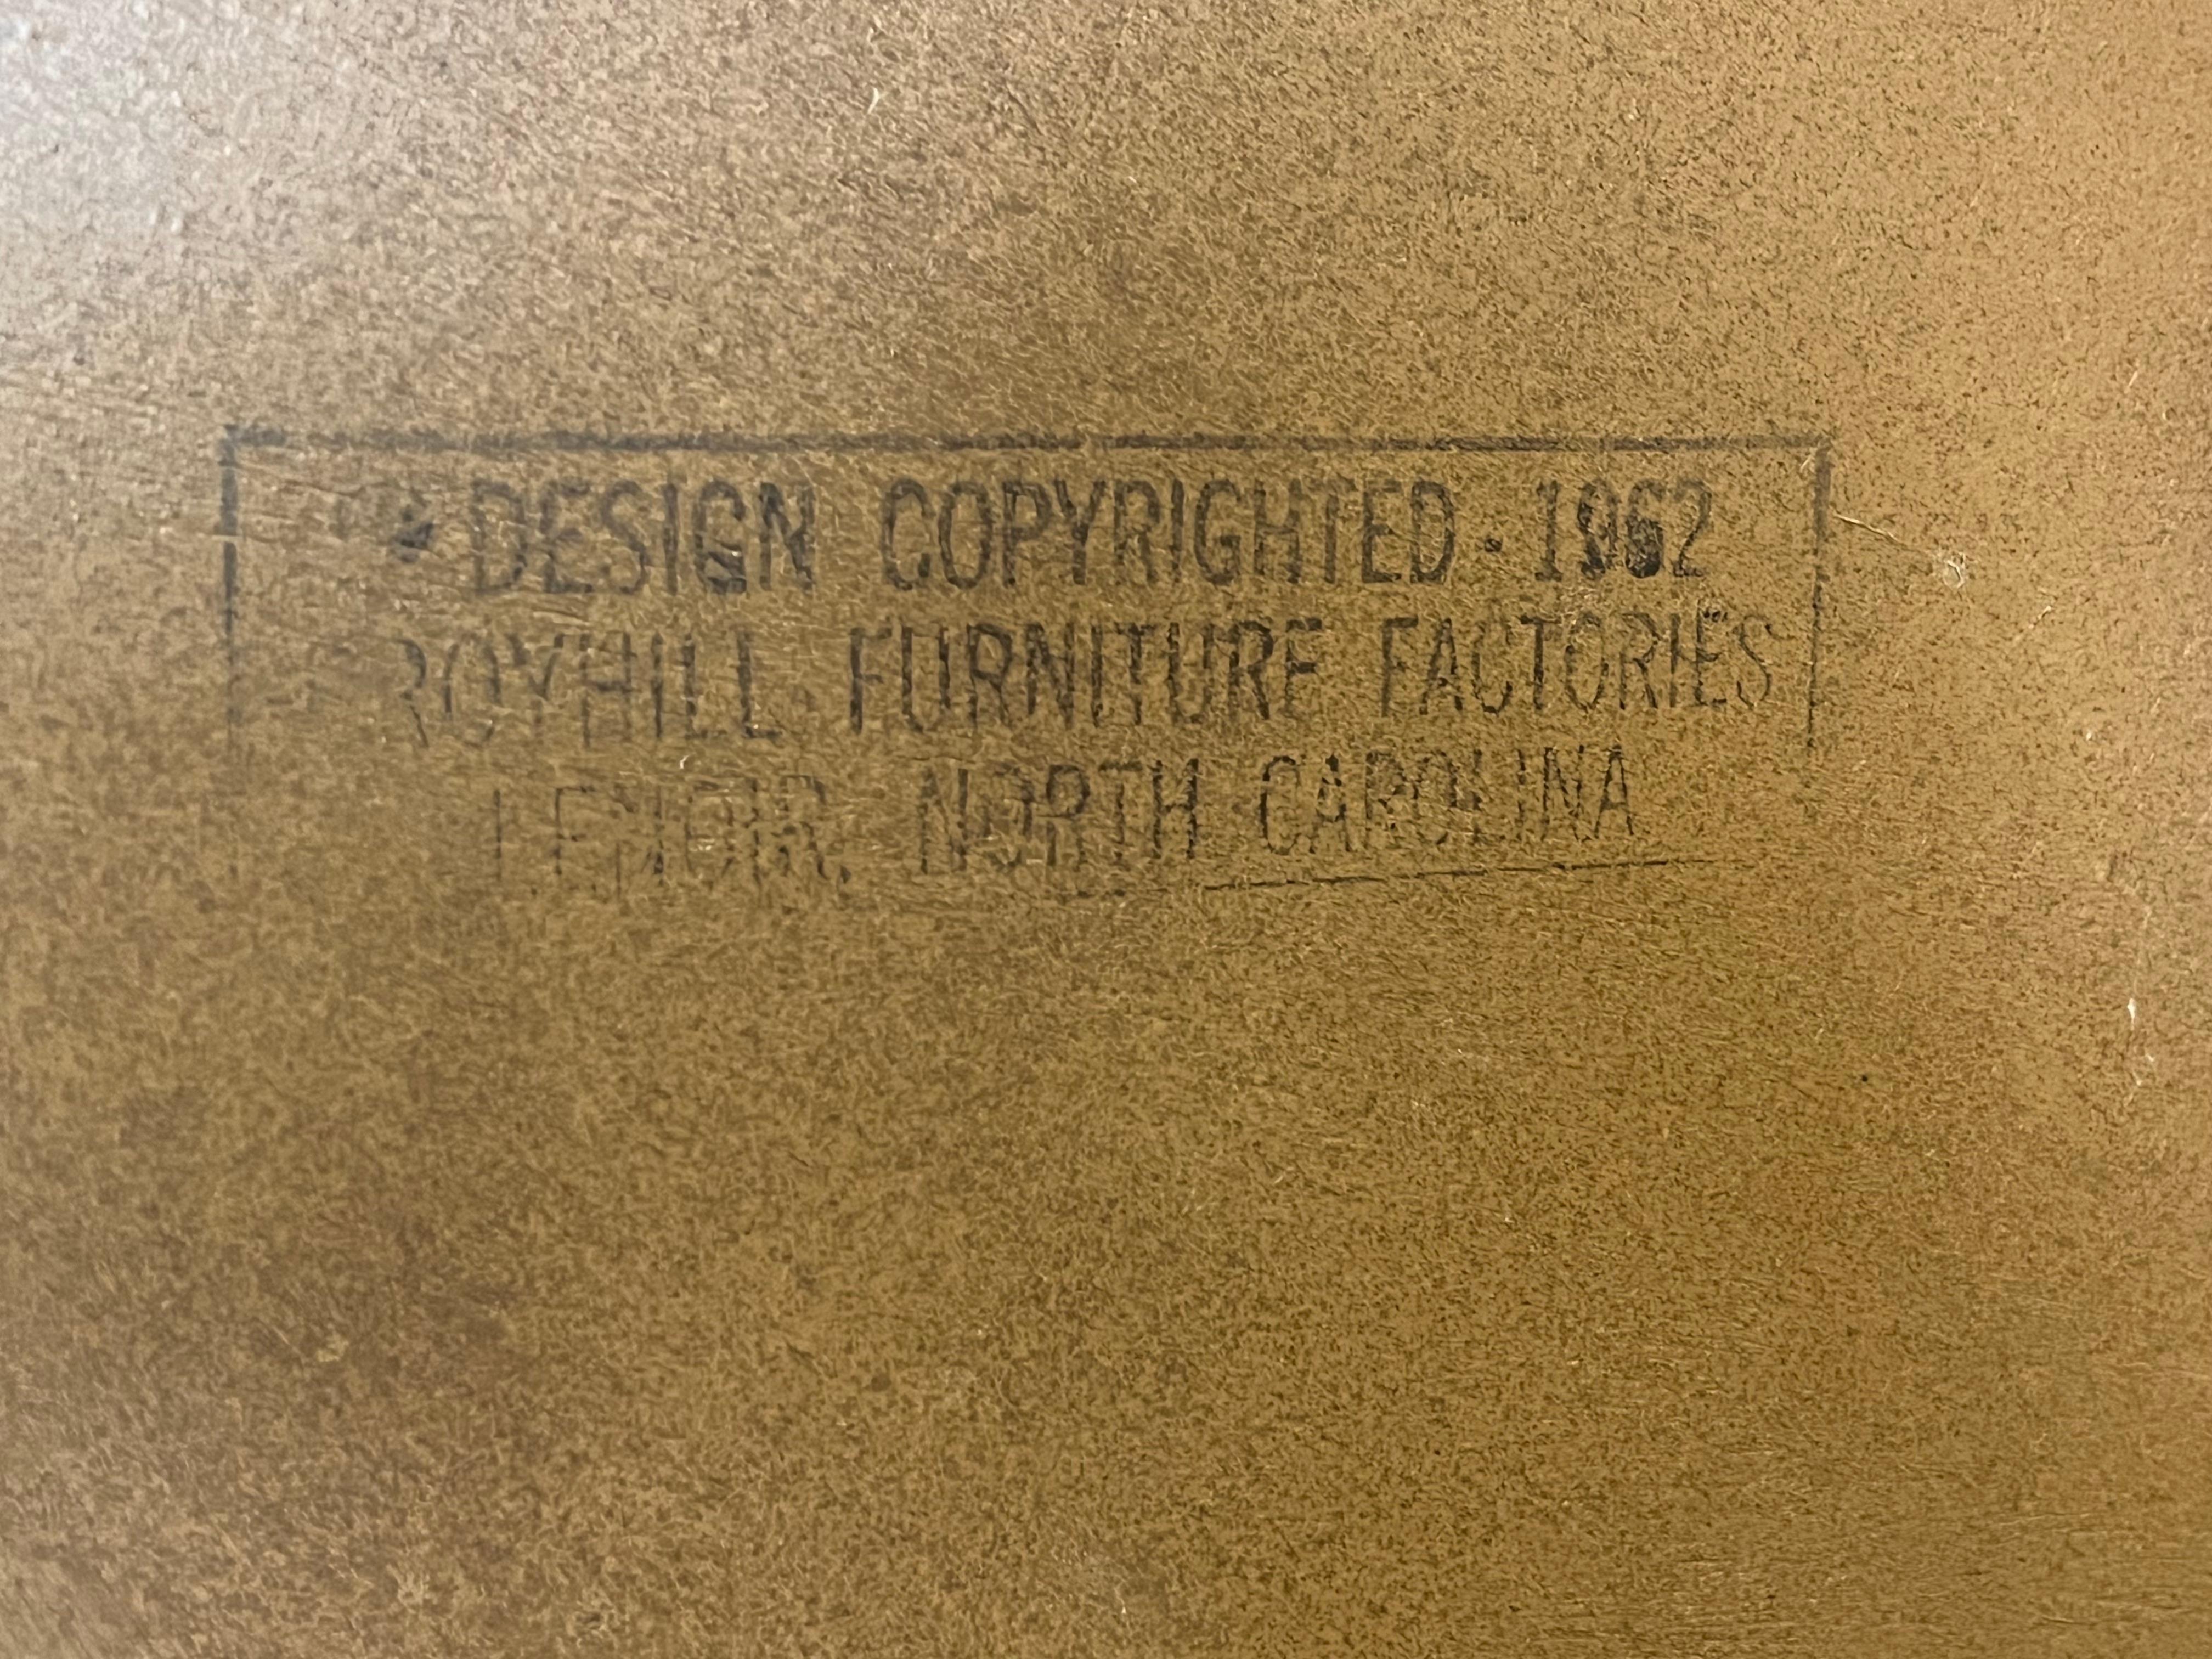 DESIGN COPYRIGHTED · 1962
ROYHILL FURNITURE FACTORIES
LENOIR, NORTH CAROLINA